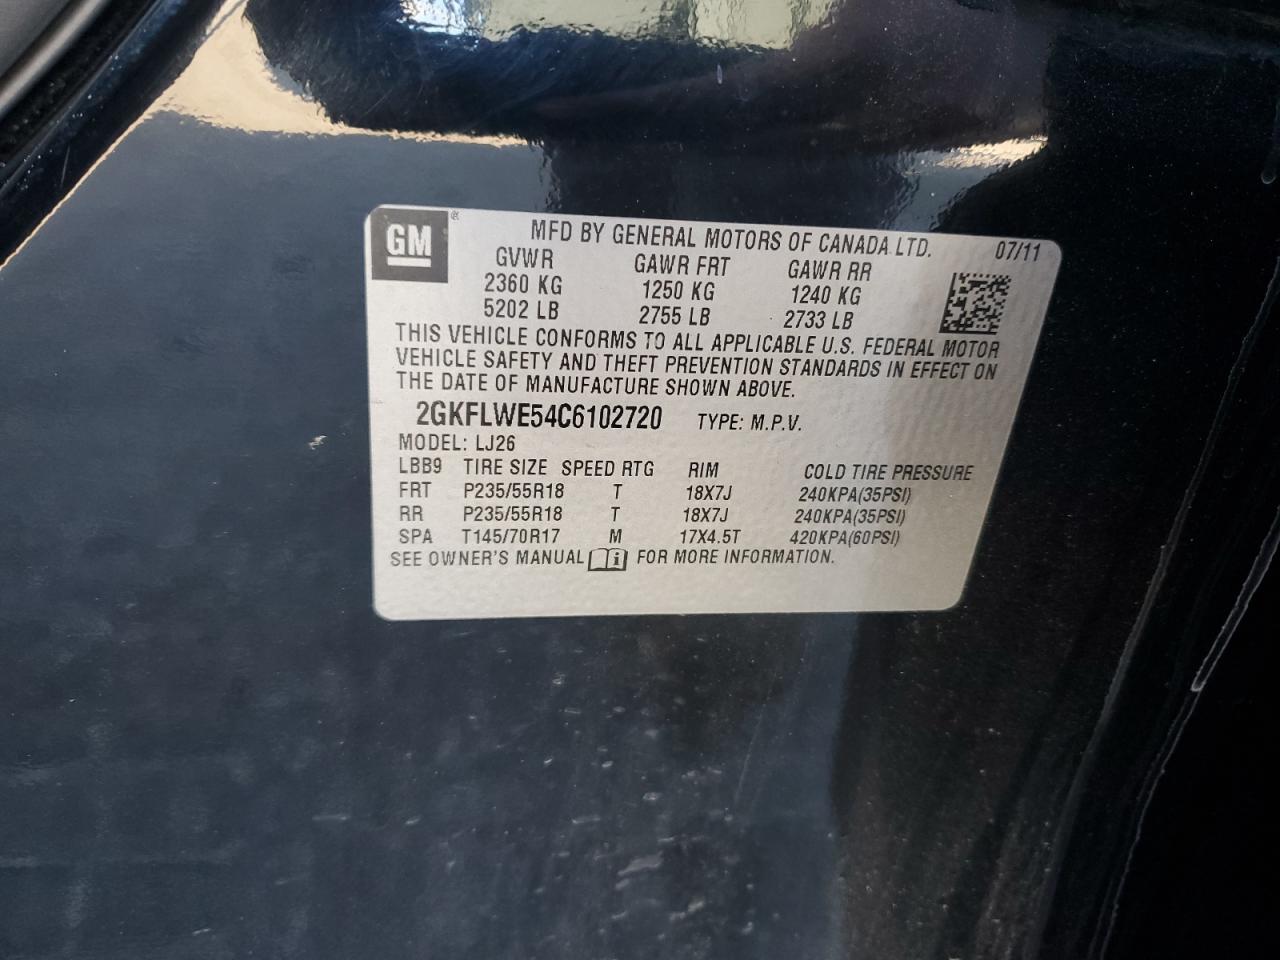 GM ®
MFD BY GENERAL MOTORS OF CANADA LTD. 07/11
GVWR GAWR FRT GAWR RR
2360 KG 1250 KG 1240 KG
5202 LB 2755 LB 2733 LB
THIS VEHICLE CONFORMS TO ALL APPLICABLE U.S. FEDERAL MOTOR
VEHICLE SAFETY AND THEFT PREVENTION STANDARDS IN EFFECT ON
THE DATE OF MANUFACTURE SHOWN ABOVE.
2GKFLWE54C6102720 TYPE: M.P.V.
MODEL: LJ26
LBB9 TIRE SIZE SPEED RTG RIM COLD TIRE PRESSURE
FRT P235/55R18 T 18X7J 240KPA(35PSI)
RR P235/55R18 T 18X7J 240KPA(35PSI)
SPA T145/70R17 M 17X4.5T 420KPA(60PSI)
SEE OWNER'S MANUAL i FOR MORE INFORMATION.